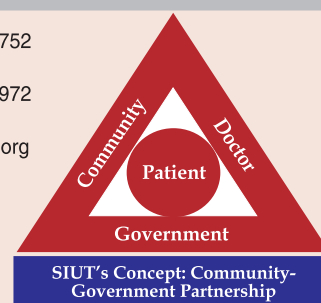 752
972
org
Community
Doctor
Patient
Government
SIUT's Concept: Community-
Government Partnership